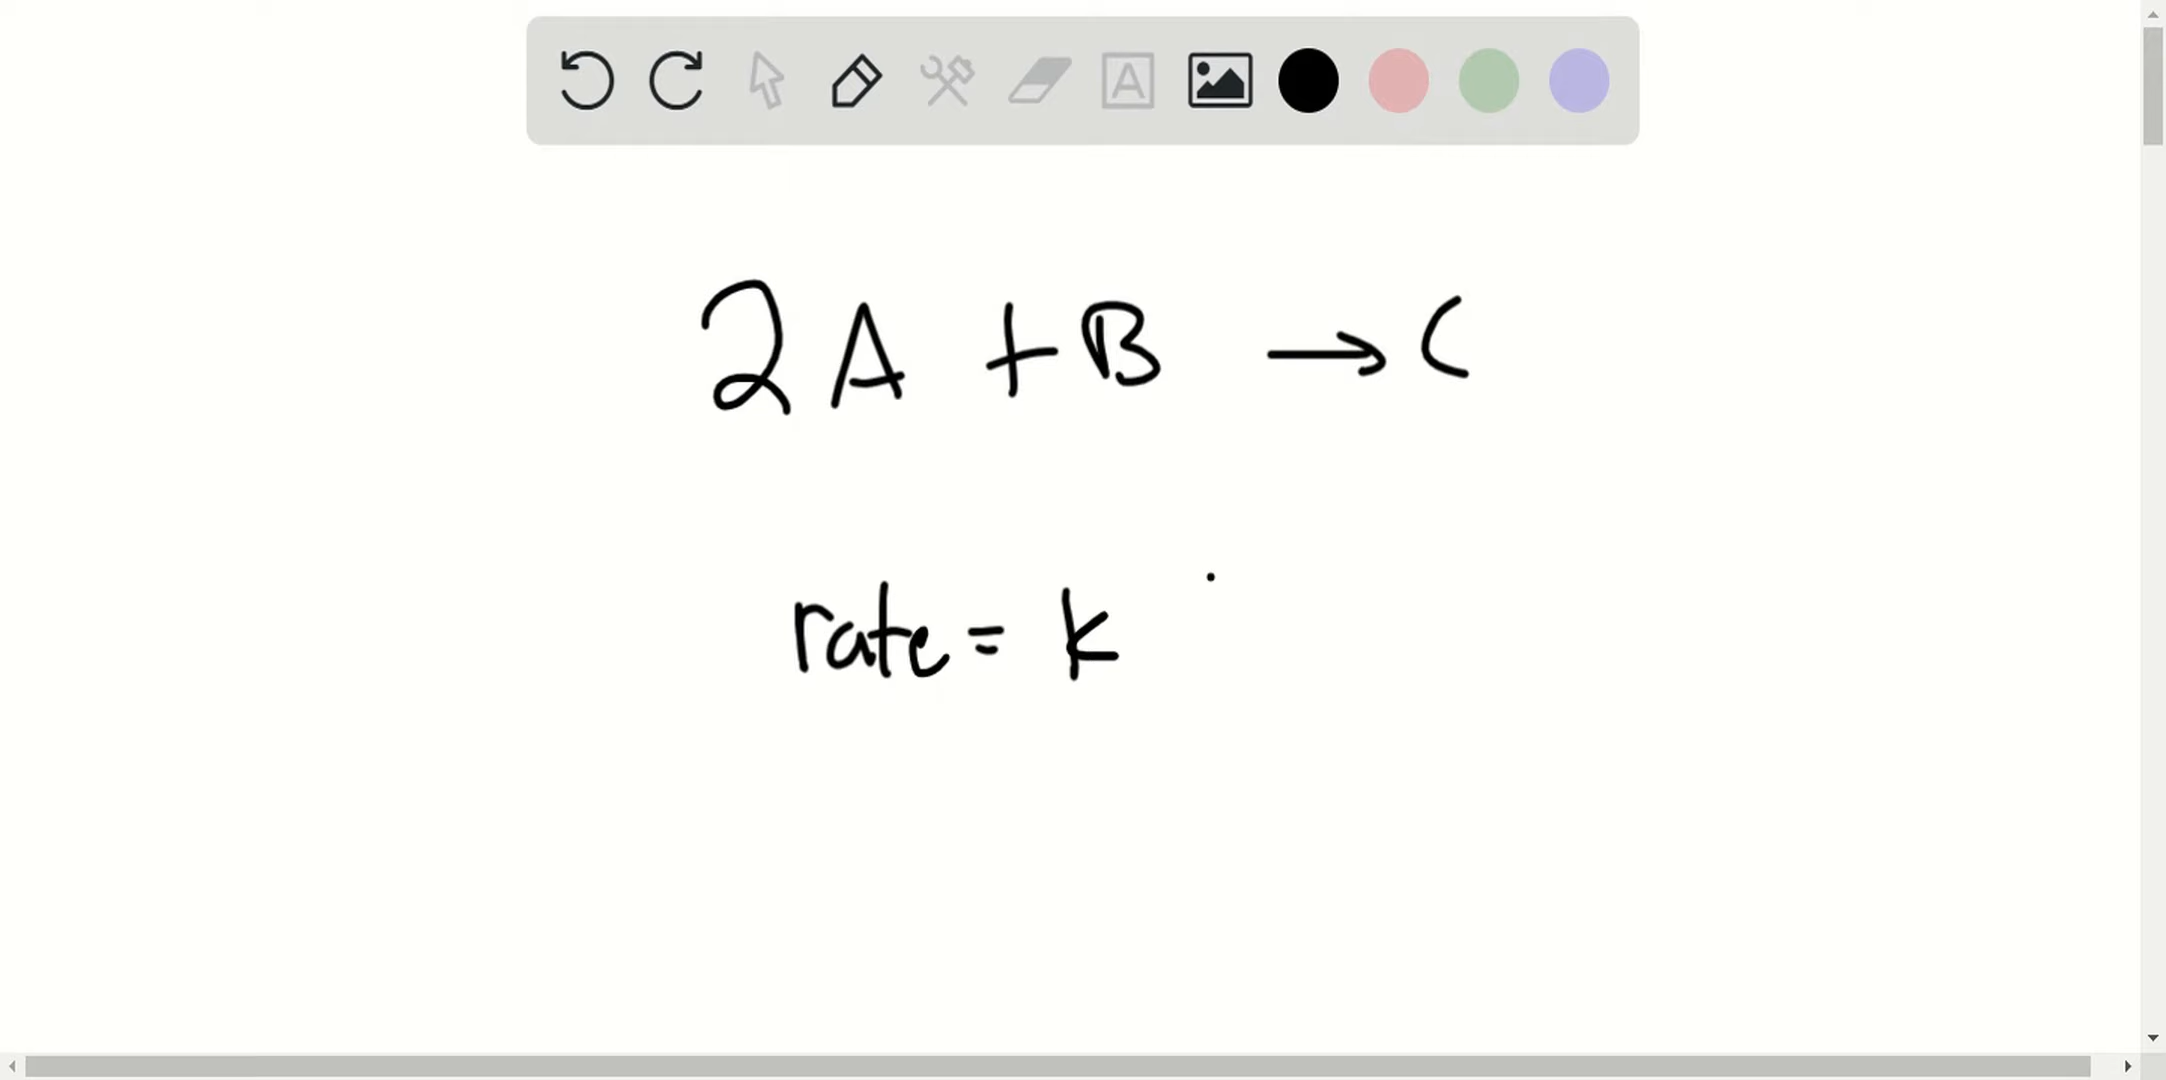 A
2A + B → C
rate = k